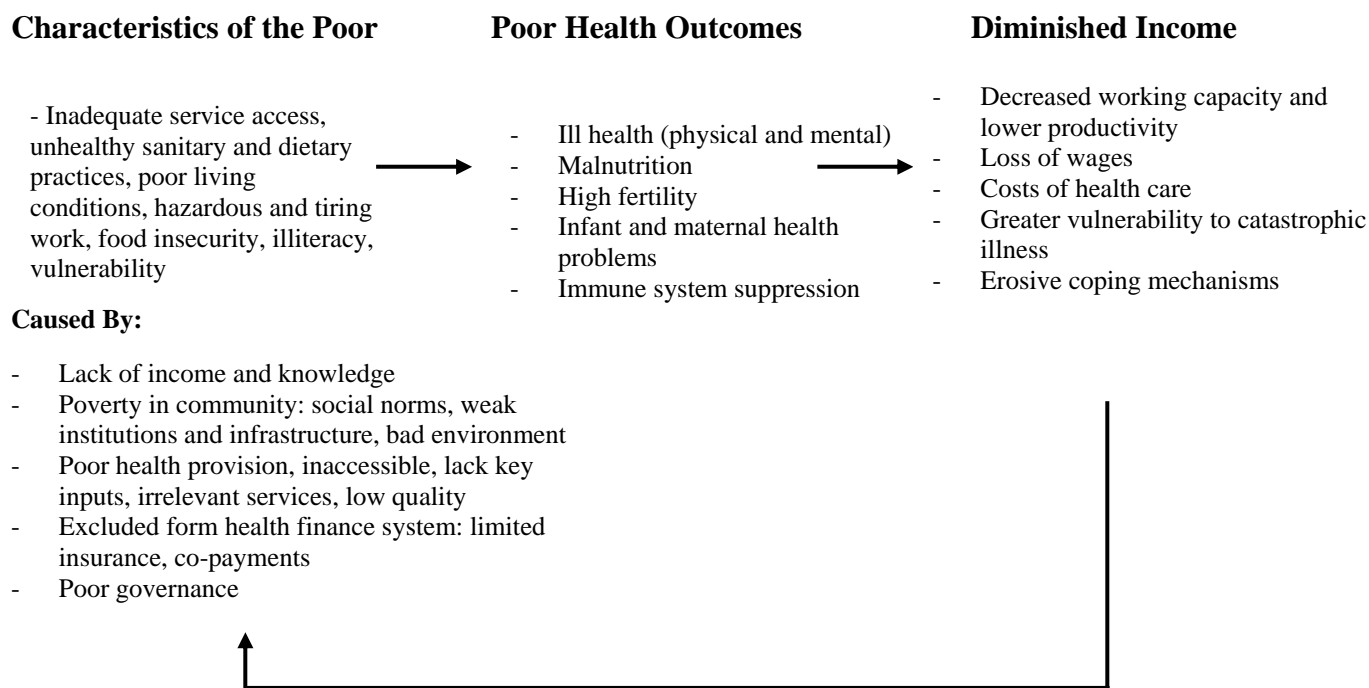 Characteristics of the Poor
Poor Health Outcomes
Diminished Income
- Inadequate service access,
unhealthy sanitary and dietary
practices, poor living
conditions, hazardous and tiring
work, food insecurity, illiteracy,
vulnerability
- Ill health (physical and mental)
- Malnutrition
- High fertility
- Infant and maternal health
problems
- Immune system suppression
- Decreased working capacity and
lower productivity
- Loss of wages
- Costs of health care
- Greater vulnerability to catastrophic
illness
- Erosive coping mechanisms
Caused By:
- Lack of income and knowledge
- Poverty in community: social norms, weak
institutions and infrastructure, bad environment
- Poor health provision, inaccessible, lack key
inputs, irrelevant services, low quality
- Excluded form health finance system: limited
insurance, co-payments
- Poor governance